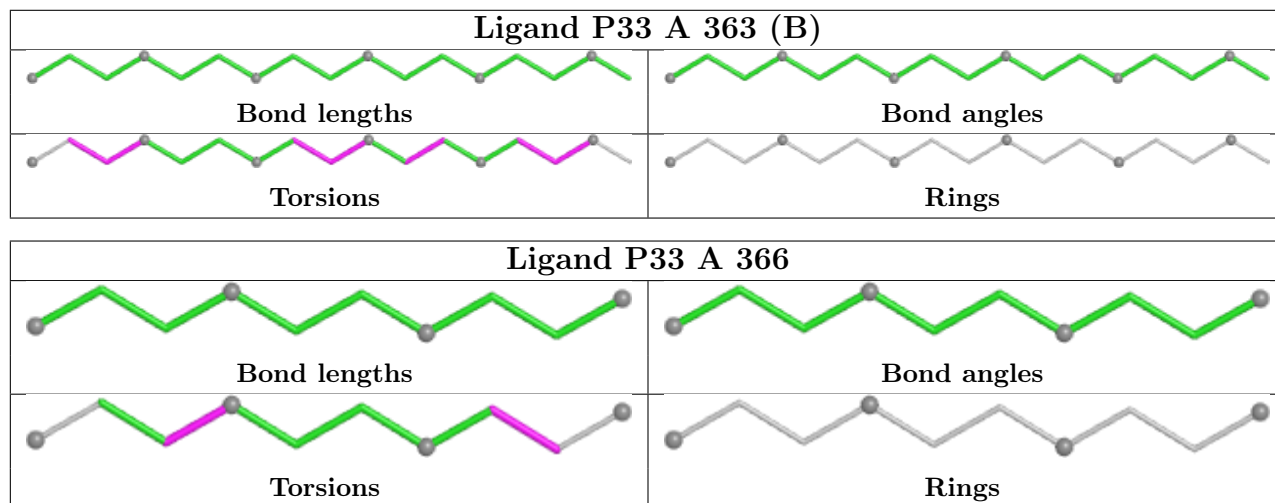 Ligand P33 A 363 (B)
Bond lengths
Bond angles
Torsions
Rings
Ligand P33 A 366
Bond lengths
Bond angles
Torsions
Rings